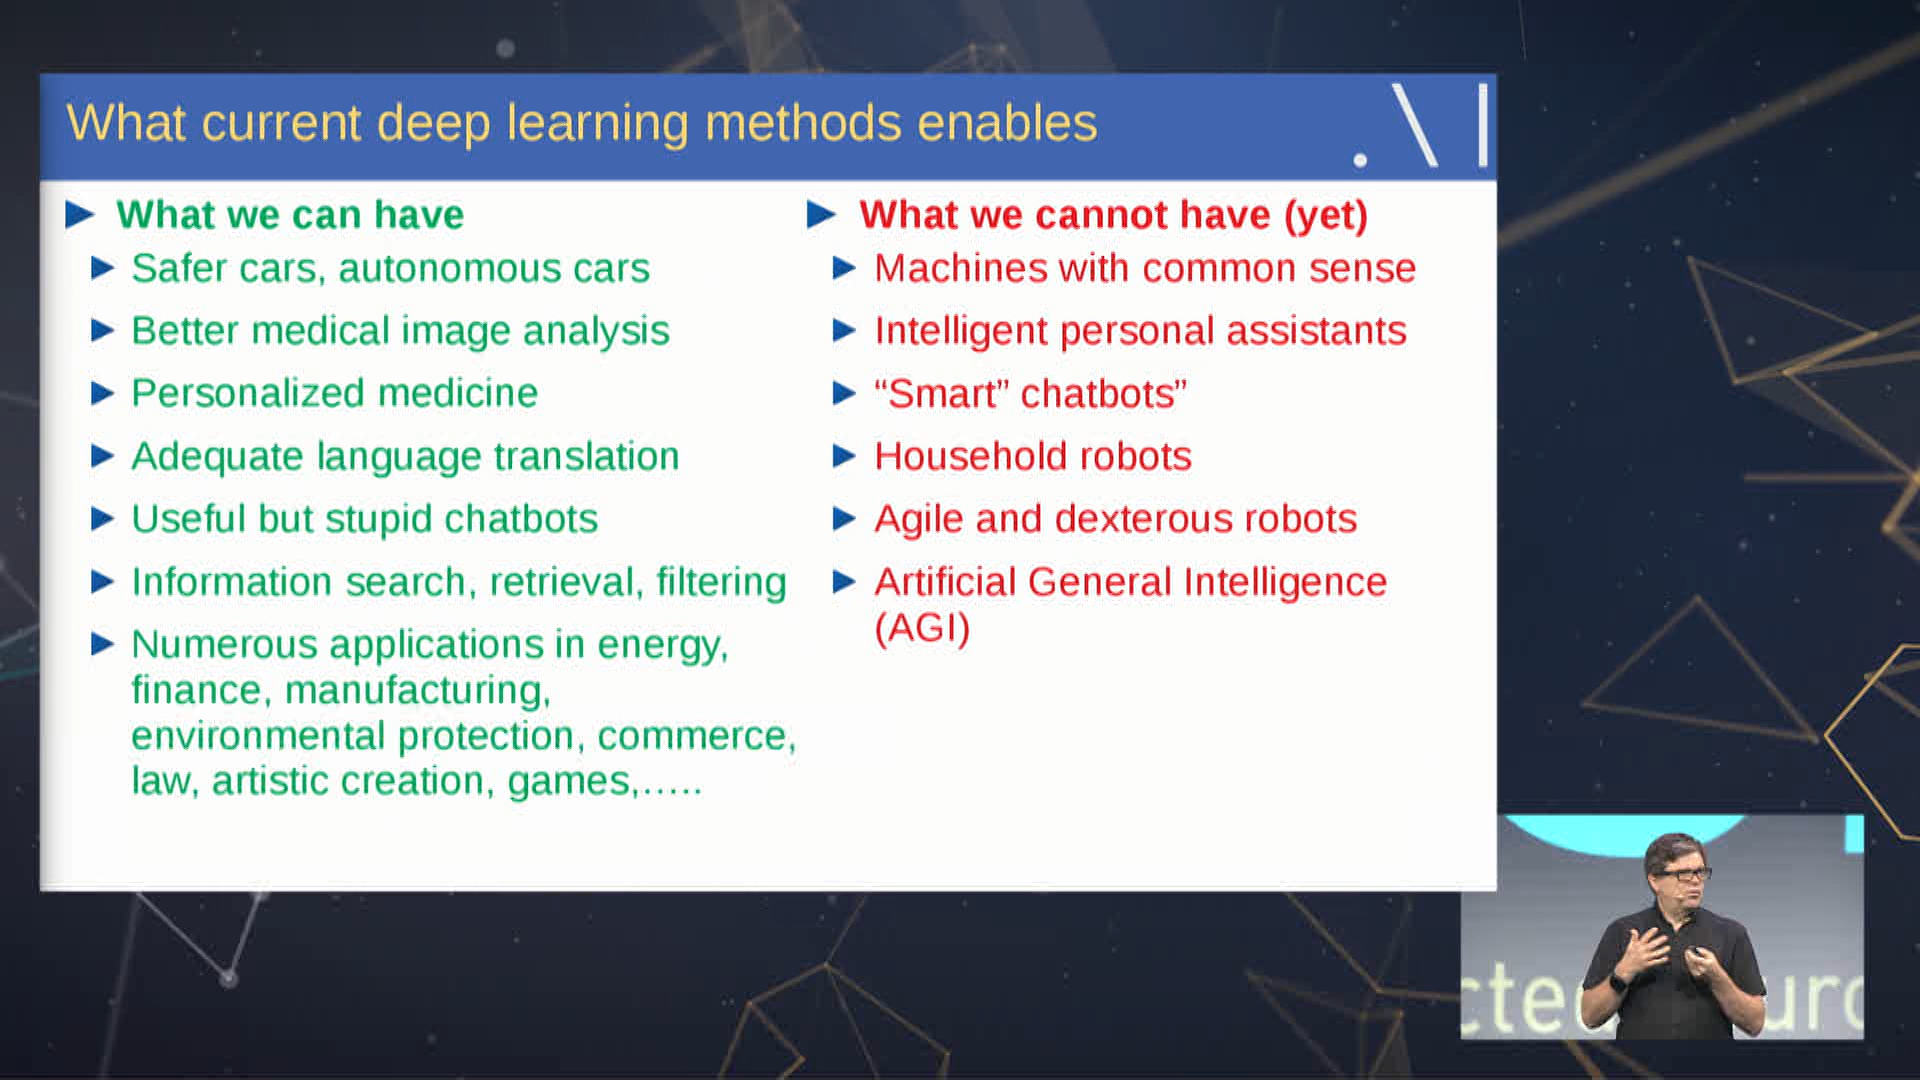 What current deep learning methods enables
What we can have
Safer cars, autonomous cars
Better medical image analysis
Personalized medicine
Adequate language translation
Useful but stupid chatbots
Information search, retrieval, filtering
Numerous applications in energy,
finance, manufacturing,
environmental protection, commerce,
law, artistic creation, games,…..
What we cannot have (yet)
Machines with common sense
Intelligent personal assistants
“Smart” chatbots”
Household robots
Agile and dexterous robots
Artificial General Intelligence
(AGI)